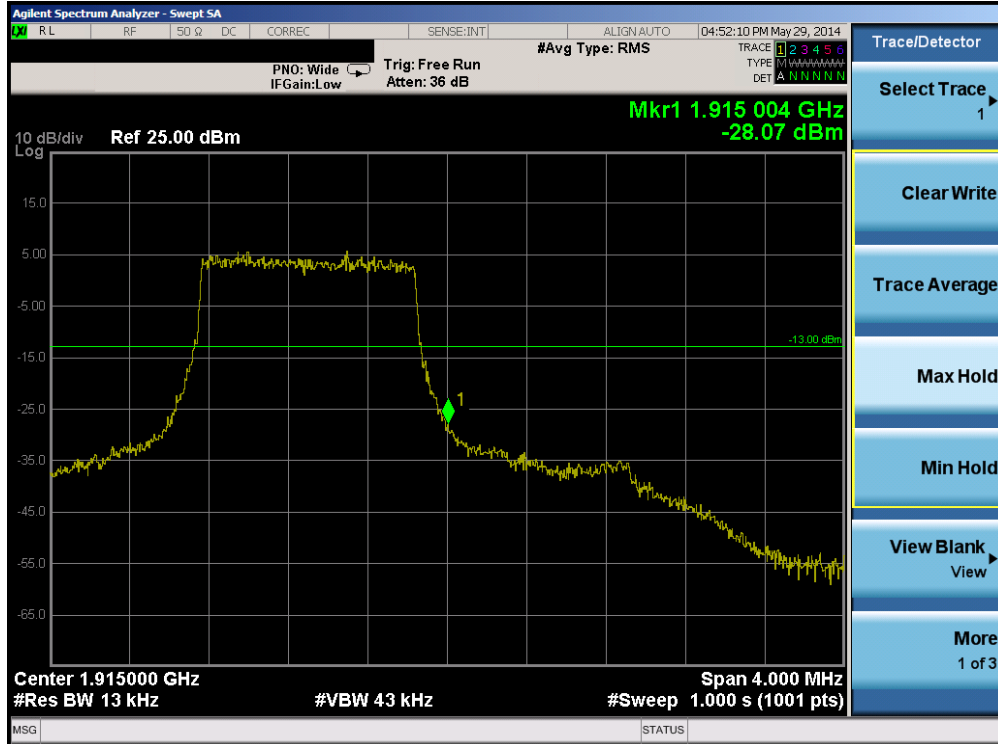 Agilent Spectrum Analyzer - Swept SA
LXI RL RF 50 Ω DC CORREC SENSE:INT ALIGN AUTO 04:52:10 PM May 29, 2014
#Avg Type: RMS TRACE 1 2 3 4 5 6
PNO: Wide Trig: Free Run TYPE M WWWWW
IFGain:Low Atten: 36 dB DET A N N N N N
Trace/Detector
Select Trace
1
Clear Write
Trace Average
Max Hold
Min Hold
View Blank
View
More
1 of 3
Mkr1 1.915 004 GHz
-28.07 dBm
10 dB/div Ref 25.00 dBm
Log
15.0
5.00
-5.00
-13.00 dBm
-15.0
1
-25.0
-35.0
-45.0
-55.0
-65.0
Center 1.915000 GHz Span 4.000 MHz
#Res BW 13 kHz #VBW 43 kHz #Sweep 1.000 s (1001 pts)
MSG STATUS